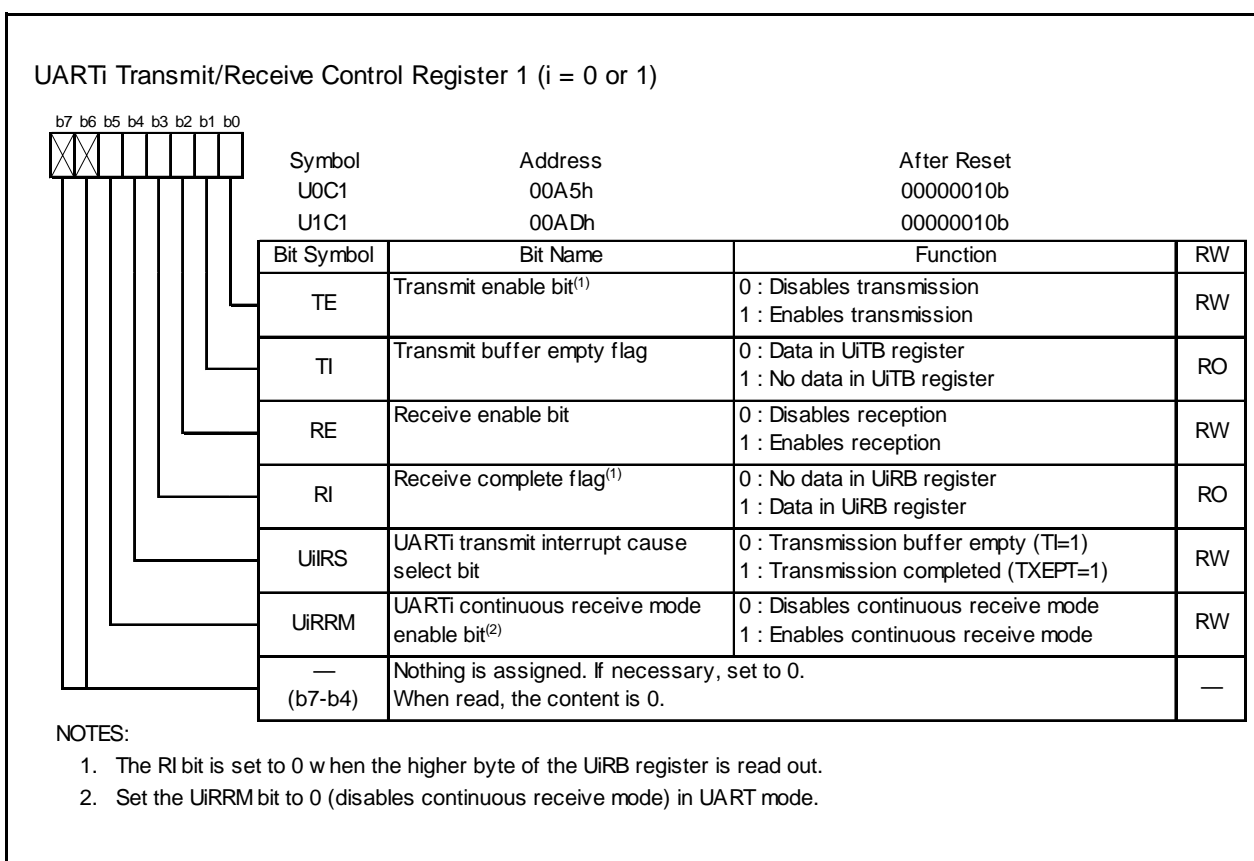 UARTi Transmit/Receive Control Register 1 (i = 0 or 1)
b7 b6 b5 b4 b3 b2 b1 b0
Symbol Address After Reset
U0C1 00A5h 00000010b
U1C1 00ADh 00000010b
Bit Symbol Bit Name Function RW
TE Transmit enable bit(1) 0 : Disables transmission RW
1 : Enables transmission
TI Transmit buffer empty flag 0 : Data in UiTB register RO
1 : No data in UiTB register
RE Receive enable bit 0 : Disables reception RW
1 : Enables reception
RI Receive complete flag(1) 0 : No data in UiRB register RO
1 : Data in UiRB register
UiIRS UARTi transmit interrupt cause 0 : Transmission buffer empty (TI=1) RW
select bit 1 : Transmission completed (TXEPT=1)
UiRRM UARTi continuous receive mode 0 : Disables continuous receive mode RW
enable bit(2) 1 : Enables continuous receive mode
— Nothing is assigned. If necessary, set to 0. —
(b7-b4) When read, the content is 0.
NOTES:
1. The RI bit is set to 0 when the higher byte of the UiRB register is read out.
2. Set the UiRRM bit to 0 (disables continuous receive mode) in UART mode.